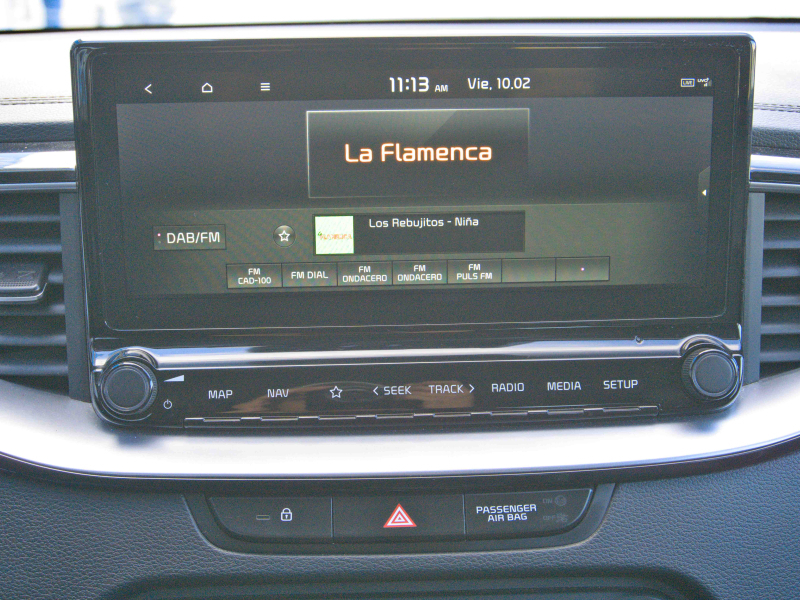 11:13 AM Vie, 10.02
LIVE
La Flamenca
DAB/FM
Los Rebujitos - Niña
FM
CAD-100
FM DIAL
FM
ONDACERO
FM
ONDACERO
FM
PULS FM
MAP
NAV
SEEK
TRACK
RADIO
MEDIA
SETUP
PASSENGER
AIR BAG